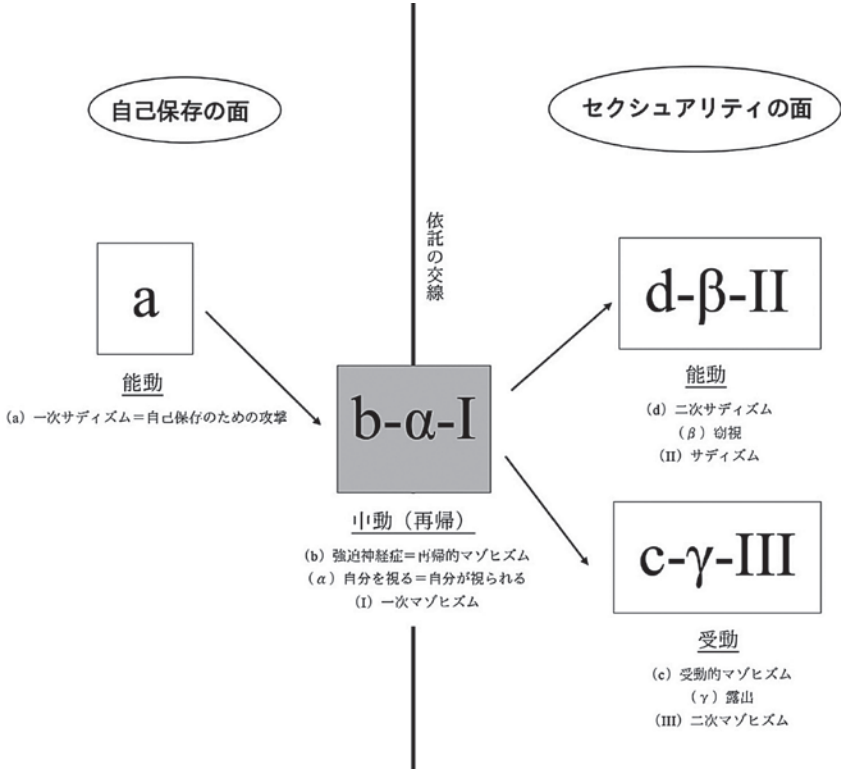 自己保存の面
セクシュアリティの面
依託の交線
a
能動
(a) 一次サディズム＝自己保存のための攻撃
b-α-I
中動（再帰）
(b) 強迫神経症＝再帰的マゾヒズム
(α) 自分を視る＝自分が視られる
(I) 一次マゾヒズム
d-β-II
能動
(d) 二次サディズム
(β) 窃視
(II) サディズム
c-γ-III
受動
(c) 受動的マゾヒズム
(γ) 露出
(III) 二次マゾヒズム